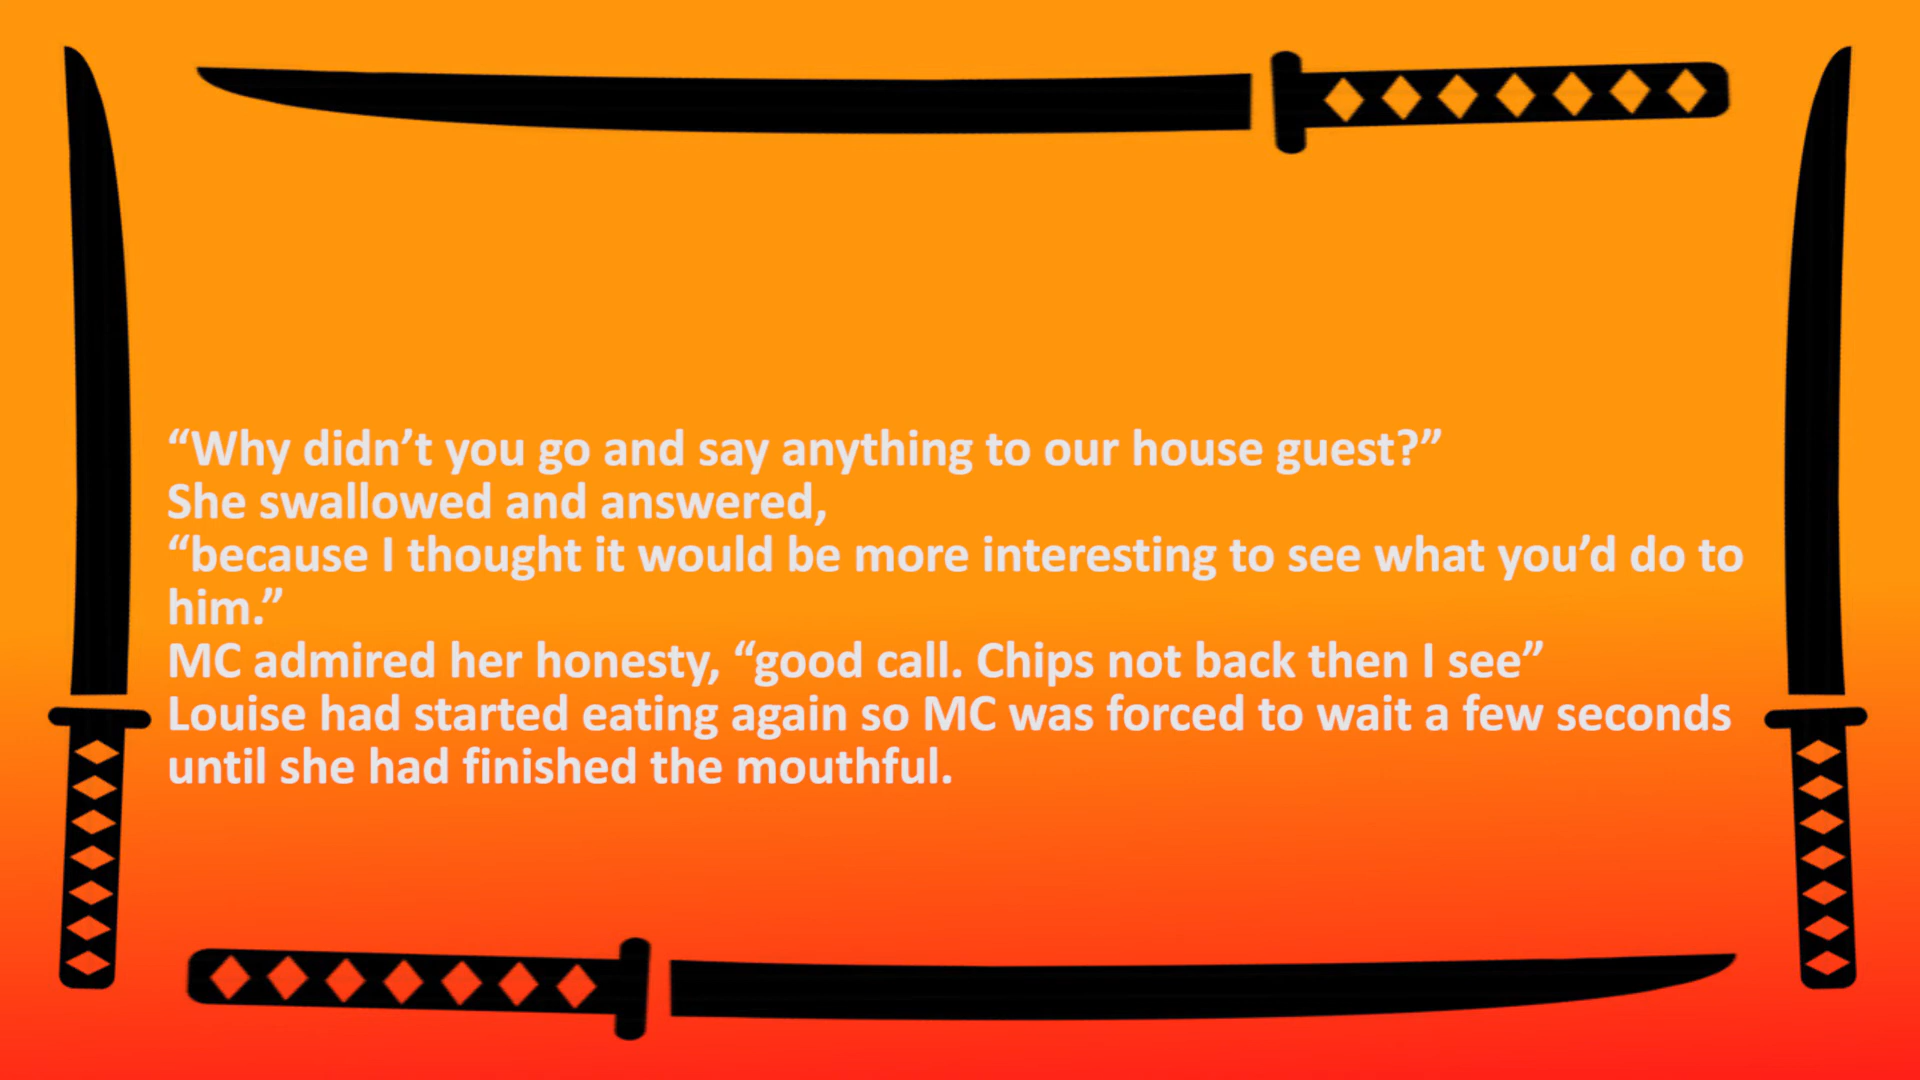 “Why didn’t you go and say anything to our house guest?”
She swallowed and answered,
“because I thought it would be more interesting to see what you’d do to
him.”
MC admired her honesty, “good call. Chips not back then I see”
Louise had started eating again so MC was forced to wait a few seconds
until she had finished the mouthful.